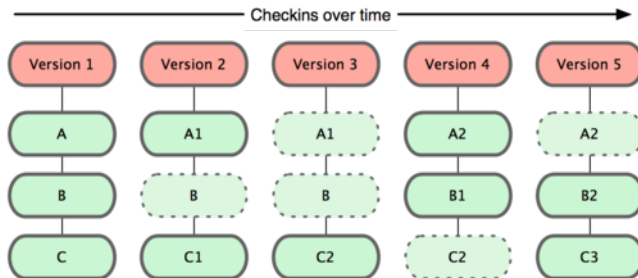 Checkins over time
Version 1 Version 2 Version 3 Version 4 Version 5
A A1 A1 A2 A2
B B B B1 B2
C C1 C2 C2 C3